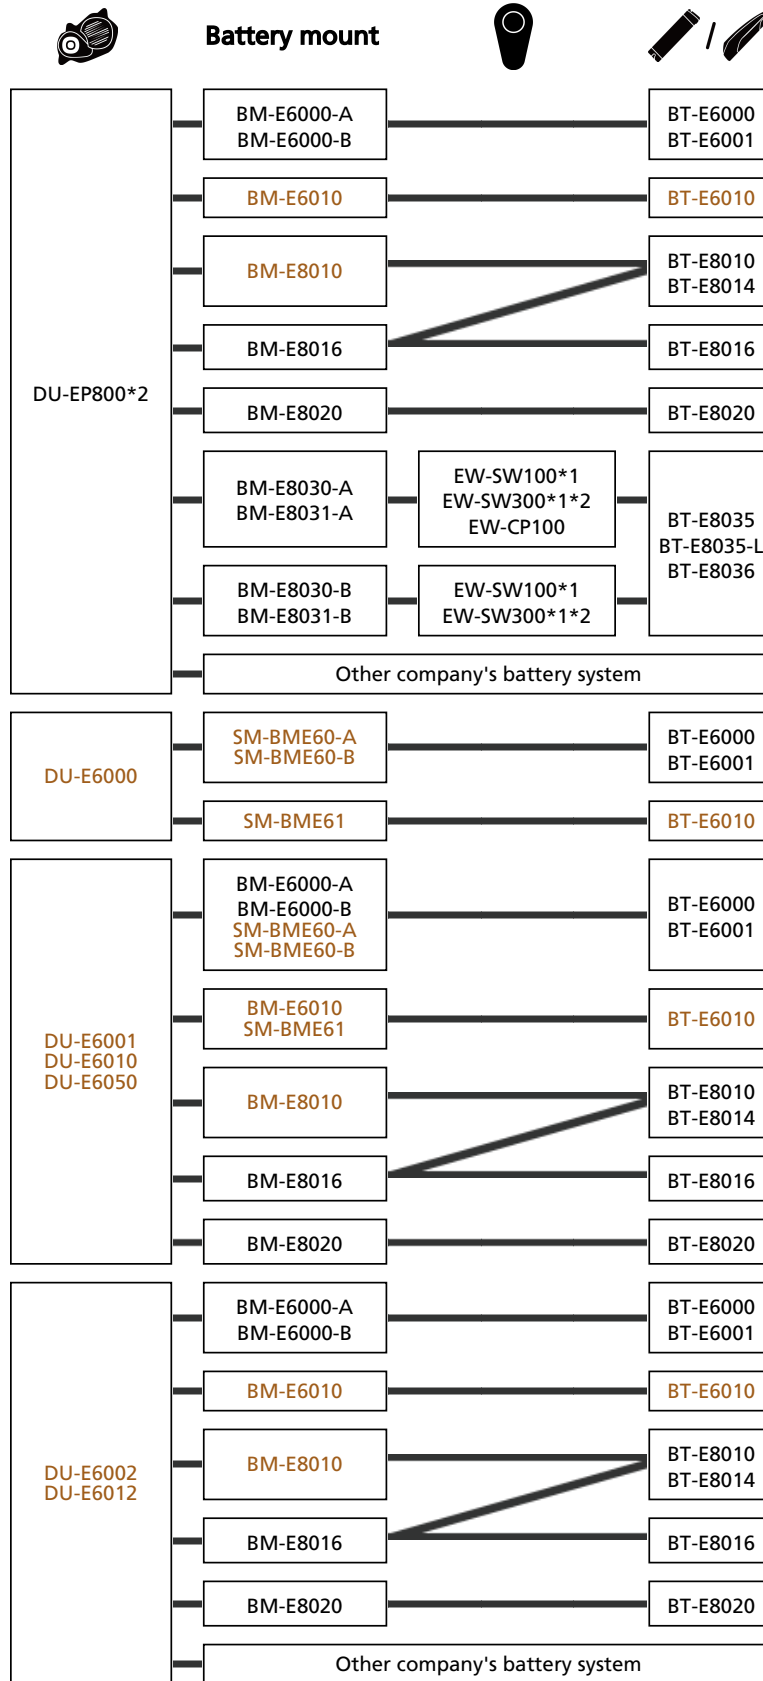 Battery mount
/
DU-EP800*2
BM-E6000-A
BM-E6000-B
BT-E6000
BT-E6001
BM-E6010
BT-E6010
BM-E8010
BT-E8010
BT-E8014
BM-E8016
BT-E8016
BM-E8020
BT-E8020
BM-E8030-A
BM-E8031-A
EW-SW100*1
EW-SW300*1*2
EW-CP100
BT-E8035
BT-E8035-L
BT-E8036
BM-E8030-B
BM-E8031-B
EW-SW100*1
EW-SW300*1*2
Other company's battery system
DU-E6000
SM-BME60-A
SM-BME60-B
BT-E6000
BT-E6001
SM-BME61
BT-E6010
DU-E6001
DU-E6010
DU-E6050
BM-E6000-A
BM-E6000-B
SM-BME60-A
SM-BME60-B
BT-E6000
BT-E6001
BM-E6010
SM-BME61
BT-E6010
BM-E8010
BT-E8010
BT-E8014
BM-E8016
BT-E8016
BM-E8020
BT-E8020
DU-E6002
DU-E6012
BM-E6000-A
BM-E6000-B
BT-E6000
BT-E6001
BM-E6010
BT-E6010
BM-E8010
BT-E8010
BT-E8014
BM-E8016
BT-E8016
BM-E8020
BT-E8020
Other company's battery system